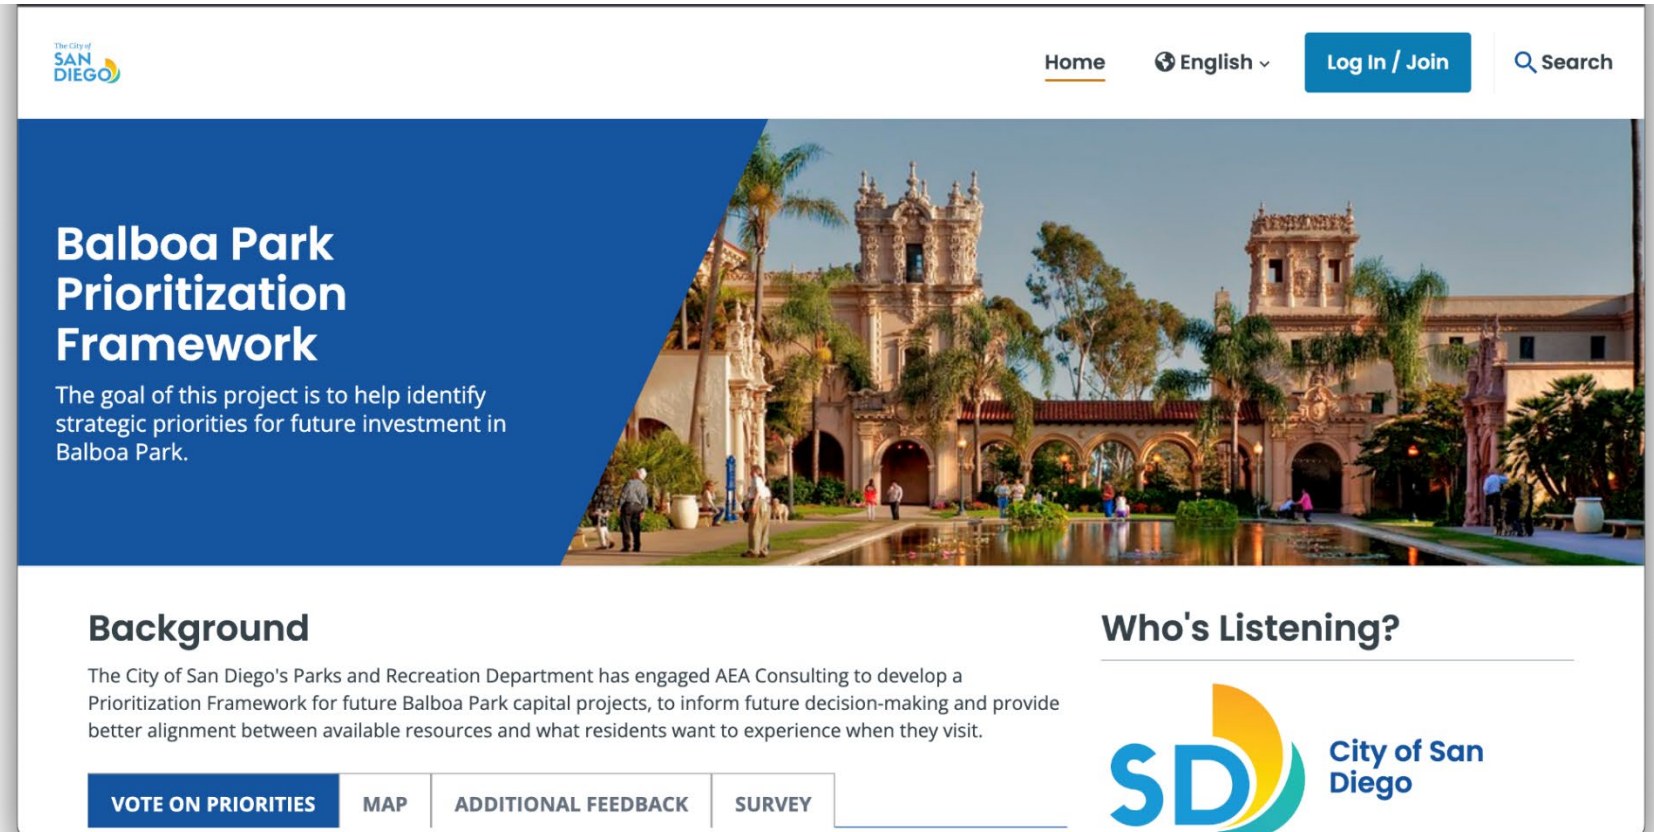 The City of
SAN
DIEGO
Home
English
Log In / Join
Search
Balboa Park
Prioritization
Framework
The goal of this project is to help identify
strategic priorities for future investment in
Balboa Park.
Background
The City of San Diego's Parks and Recreation Department has engaged AEA Consulting to develop a
Prioritization Framework for future Balboa Park capital projects, to inform future decision-making and provide
better alignment between available resources and what residents want to experience when they visit.
VOTE ON PRIORITIES
MAP
ADDITIONAL FEEDBACK
SURVEY
Who's Listening?
SD
City of San
Diego